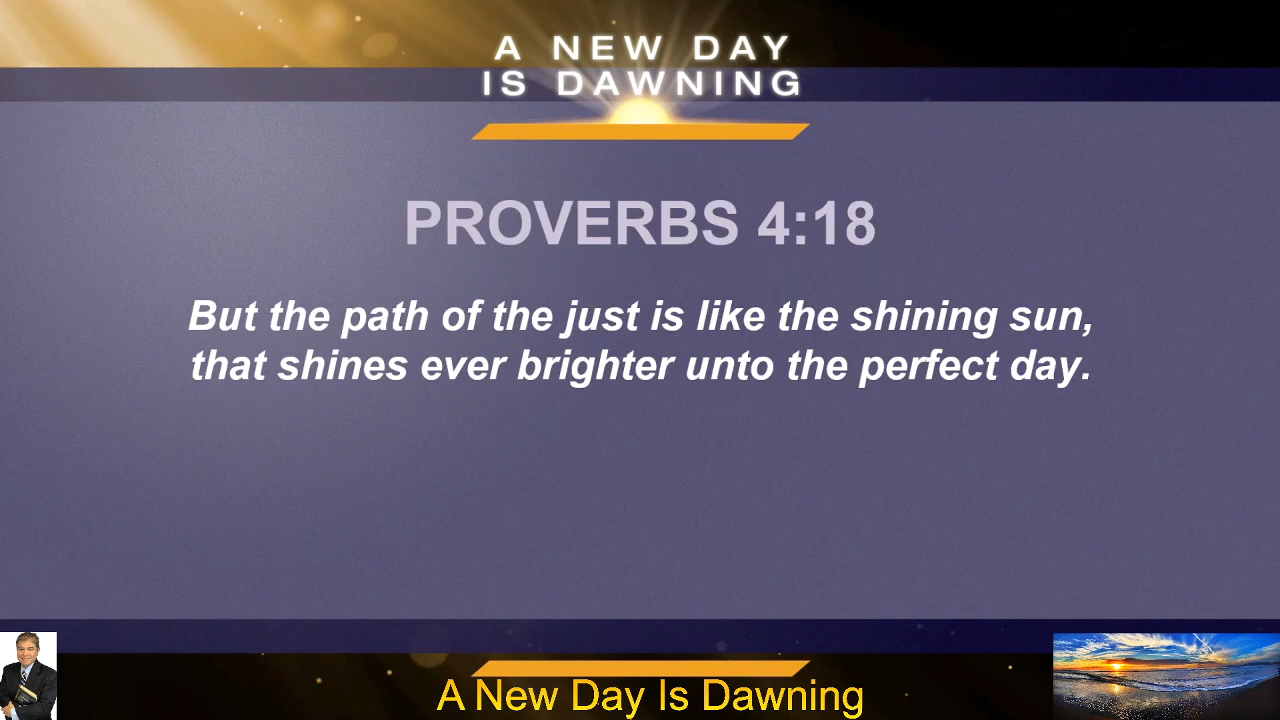 A NEW DAY
IS DAWNING
PROVERBS 4:18
But the path of the just is like the shining sun,
that shines ever brighter unto the perfect day.
A New Day Is Dawning